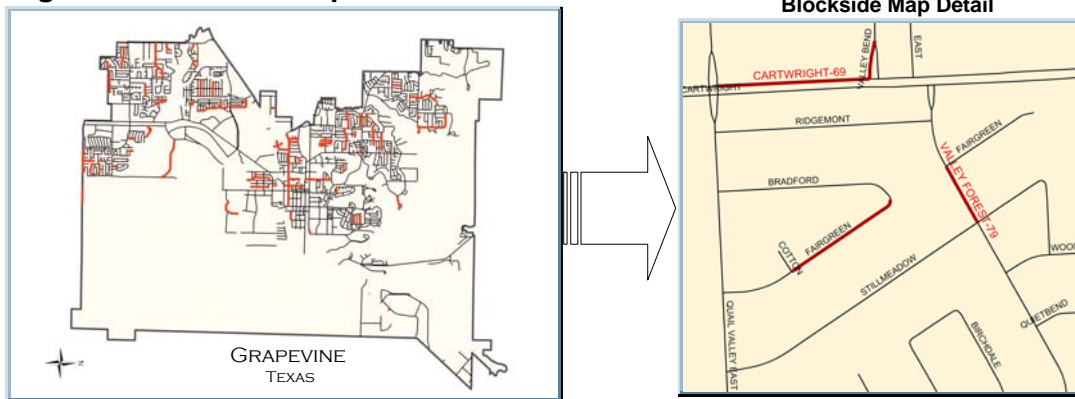 Blockside Map Detail
GRAPEVINE
TEXAS
Z
CARTWRIGHT-69
VALLEY BEND
EAST
CARTWRIGHT
RIDGEMONT
FAIRGREEN
VALLEY FOREST-79
BRADFORD
FAIRGREEN
COTTON
STILLMEADOW
QUAIL VALLEY EAST
QUIETBEND
BIRCHDALE